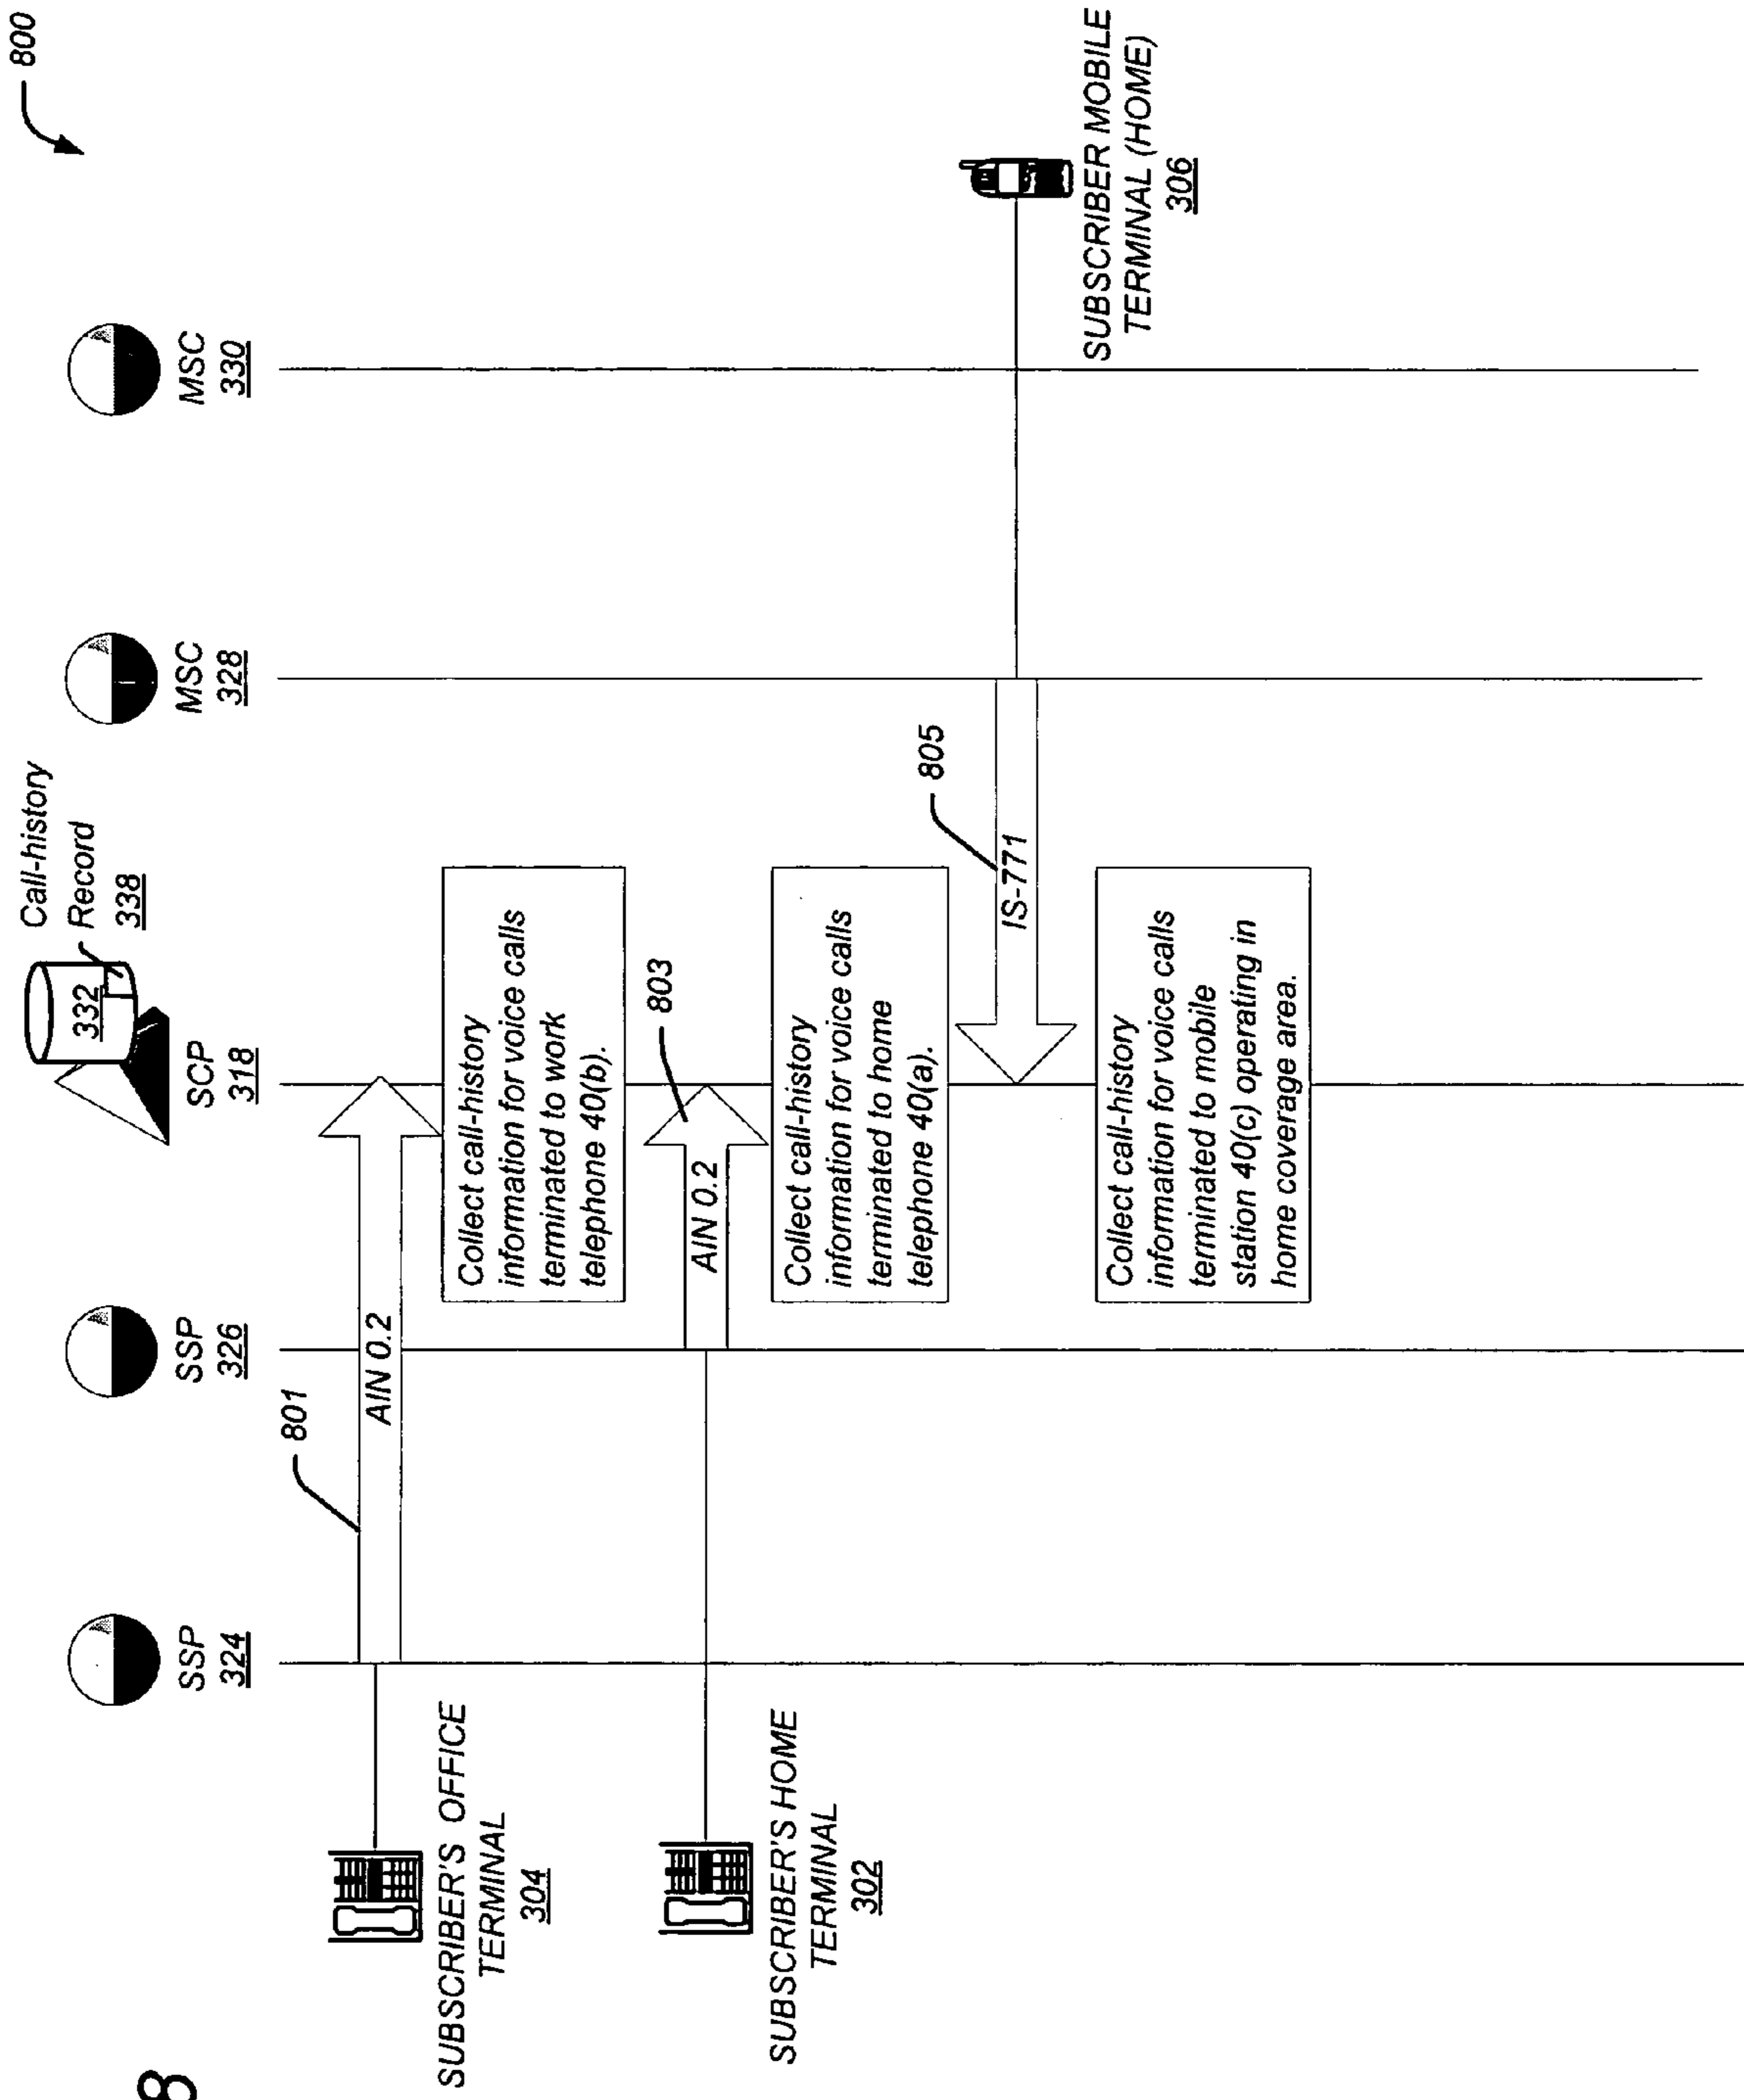 8
800
Call-history
Record
338
332
SSP
324
SSP
326
SCP
318
MSC
328
MSC
330
801
AIN 0.2
SUBSCRIBER'S OFFICE
TERMINAL
304
Collect call-history
information for voice calls
terminated to work
telephone 40(b).
803
AIN 0.2
SUBSCRIBER'S HOME
TERMINAL
302
Collect call-history
information for voice calls
terminated to home
telephone 40(a).
805
IS-771
SUBSCRIBER MOBILE
TERMINAL (HOME)
306
Collect call-history
information for voice calls
terminated to mobile
station 40(c) operating in
home coverage area.